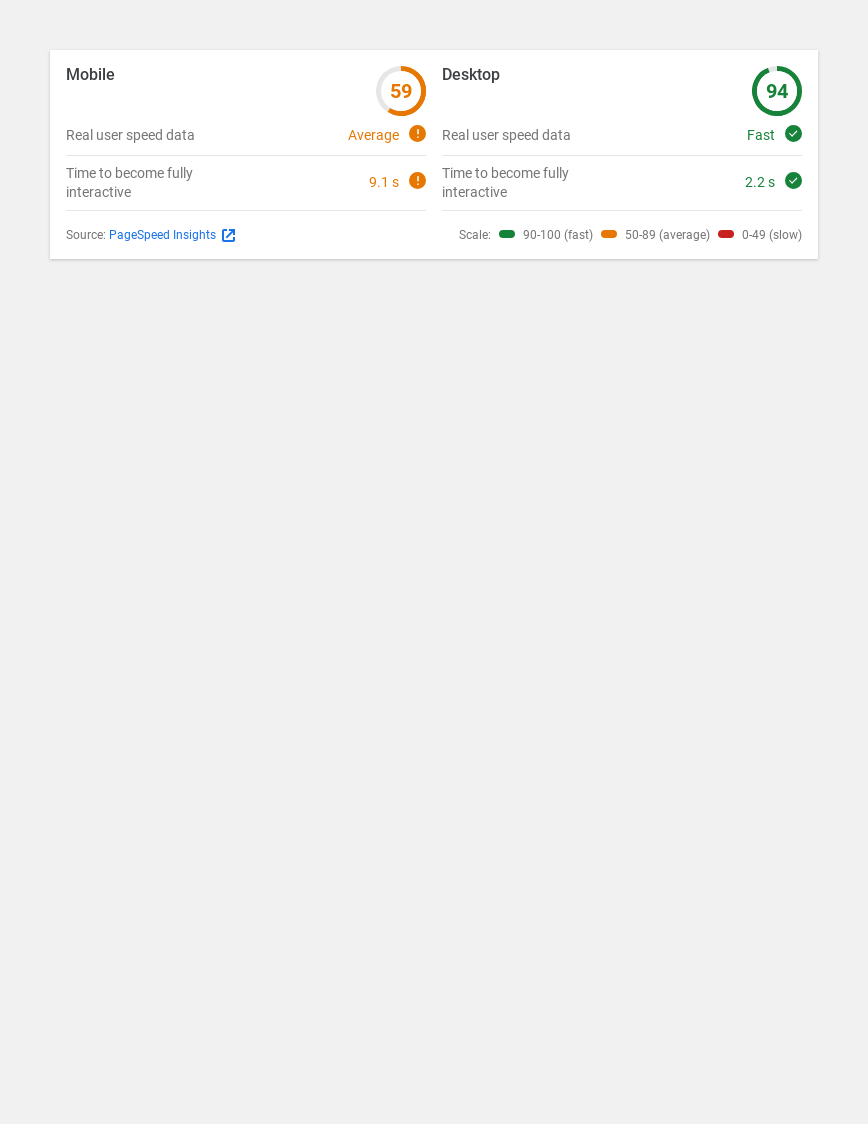 Mobile
59
Real user speed data
Average
Time to become fully
interactive
9.1 s
Desktop
94
Real user speed data
Fast
Time to become fully
interactive
2.2 s
Source: PageSpeed Insights
Scale: 90-100 (fast) 50-89 (average) 0-49 (slow)